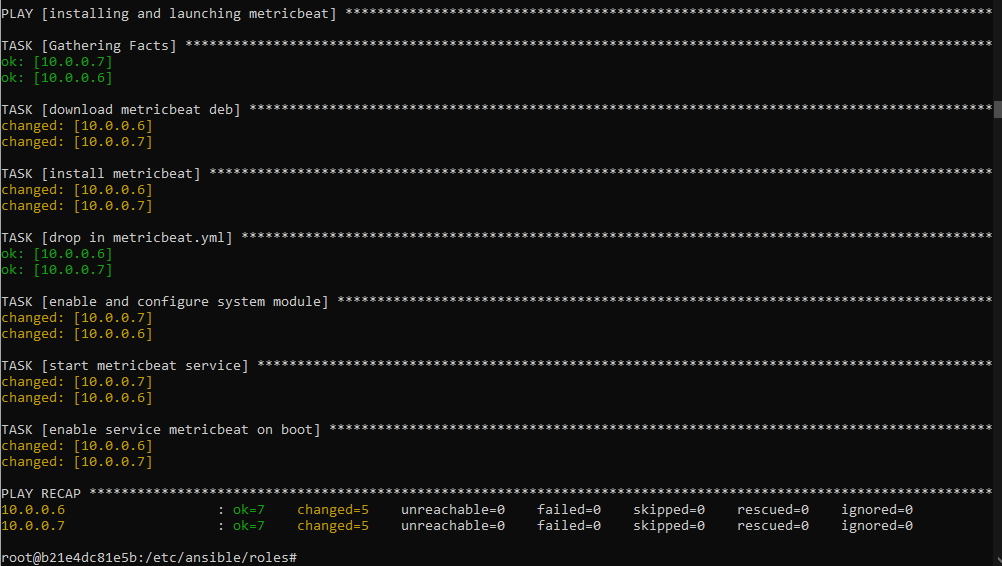 PLAY [installing and launching metricbeat] *********************************************************************************
TASK [Gathering Facts] *****************************************************************************************************
ok: [10.0.0.7]
ok: [10.0.0.6]
TASK [download metricbeat deb] *********************************************************************************************
changed: [10.0.0.6]
changed: [10.0.0.7]
TASK [install metricbeat] **************************************************************************************************
changed: [10.0.0.6]
changed: [10.0.0.7]
TASK [drop in metricbeat.yml] **********************************************************************************************
ok: [10.0.0.6]
ok: [10.0.0.7]
TASK [enable and configure system module] **********************************************************************************
changed: [10.0.0.7]
changed: [10.0.0.6]
TASK [start metricbeat service] ********************************************************************************************
changed: [10.0.0.7]
changed: [10.0.0.6]
TASK [enable service metricbeat on boot] ***********************************************************************************
changed: [10.0.0.6]
changed: [10.0.0.7]
PLAY RECAP *****************************************************************************************************************
10.0.0.6                   : ok=7    changed=5    unreachable=0    failed=0    skipped=0    rescued=0    ignored=0
10.0.0.7                   : ok=7    changed=5    unreachable=0    failed=0    skipped=0    rescued=0    ignored=0
root@b21e4dc81e5b:/etc/ansible/roles#